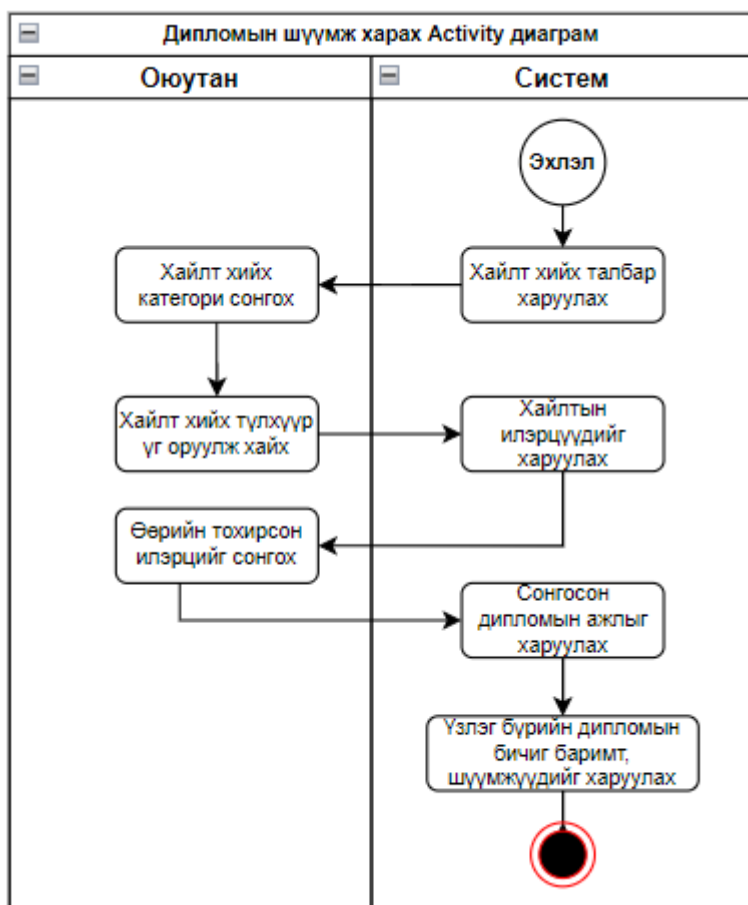 Дипломын шүүмж харах Activity диаграм
Оюутан
Систем
Эхлэл
Хайлт хийх талбар
харуулах
Хайлт хийх
категори сонгох
Хайлт хийх түлхүүр
үг оруулж хайх
Хайлтын
илэрцүүдийг
харуулах
Өөрийн тохирсон
илэрцийг сонгох
Сонгосон
дипломын ажлыг
харуулах
Үзлэг бүрийн дипломын
бичиг баримт,
шүүмжүүдийг харуулах